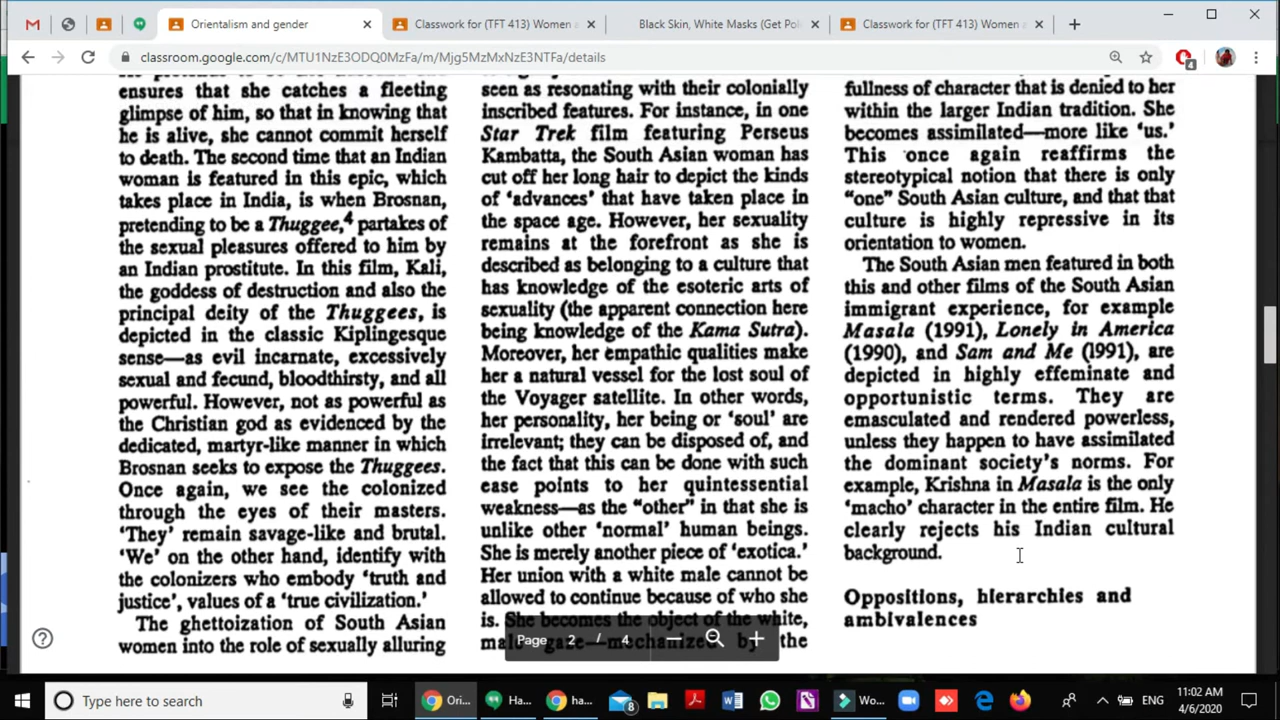 Orientalism and gender
Classwork for (TFT 413) Women a
Black Skin, White Masks (Get Pol
Classwork for (TFT 413) Women a
classroom.google.com/c/MTU1NzE3ODQ0MzFa/m/Mjg5MzMxNzE3NTFa/details
4
ensures that she catches a fleeting
glimpse of him, so that in knowing that
he is alive, she cannot commit herself
to death. The second time that an Indian
woman is featured in this epic, which
takes place in India, is when Brosnan,
pretending to be a Thuggee,4 partakes of
the sexual pleasures offered to him by
an Indian prostitute. In this film, Kali,
the goddess of destruction and also the
principal deity of the Thuggees, is
depicted in the classic Kiplingesque
sense—as evil incarnate, excessively
sexual and fecund, bloodthirsty, and all
powerful. However, not as powerful as
the Christian god as evidenced by the
dedicated, martyr-like manner in which
Brosnan seeks to expose the Thuggees.
Once again, we see the colonized
through the eyes of their masters.
'They' remain savage-like and brutal.
'We' on the other hand, identify with
the colonizers who embody 'truth and
justice', values of a 'true civilization.'
The ghettoization of South Asian
women into the role of sexually alluring
seen as resonating with their colonially
inscribed features. For instance, in one
Star Trek film featuring Perseus
Kambatta, the South Asian woman has
cut off her long hair to depict the kinds
of 'advances' that have taken place in
the space age. However, her sexuality
remains at the forefront as she is
described as belonging to a culture that
has knowledge of the esoteric arts of
sexuality (the apparent connection here
being knowledge of the Kama Sutra).
Moreover, her empathic qualities make
her a natural vessel for the lost soul of
the Voyager satellite. In other words,
her personality, her being or 'soul' are
irrelevant; they can be disposed of, and
the fact that this can be done with such
ease points to her quintessential
weakness—as the "other" in that she is
unlike other 'normal' human beings.
She is merely another piece of 'exotica.'
Her union with a white male cannot be
allowed to continue because of who she
is. She becomes the object of the white,
male gaze—mechanized by the
fullness of character that is denied to her
within the larger Indian tradition. She
becomes assimilated—more like 'us.'
This once again reaffirms the
stereotypical notion that there is only
"one" South Asian culture, and that that
culture is highly repressive in its
orientation to women.
The South Asian men featured in both
this and other films of the South Asian
immigrant experience, for example
Masala (1991), Lonely in America
(1990), and Sam and Me (1991), are
depicted in highly effeminate and
opportunistic terms. They are
emasculated and rendered powerless,
unless they happen to have assimilated
the dominant society's norms. For
example, Krishna in Masala is the only
'macho' character in the entire film. He
clearly rejects his Indian cultural
background.
Oppositions, hierarchies and
ambivalences
Page 2 / 4
Type here to search
Ori...
Ha...
ha...
8
Wo...
ENG
11:02 AM
4/6/2020